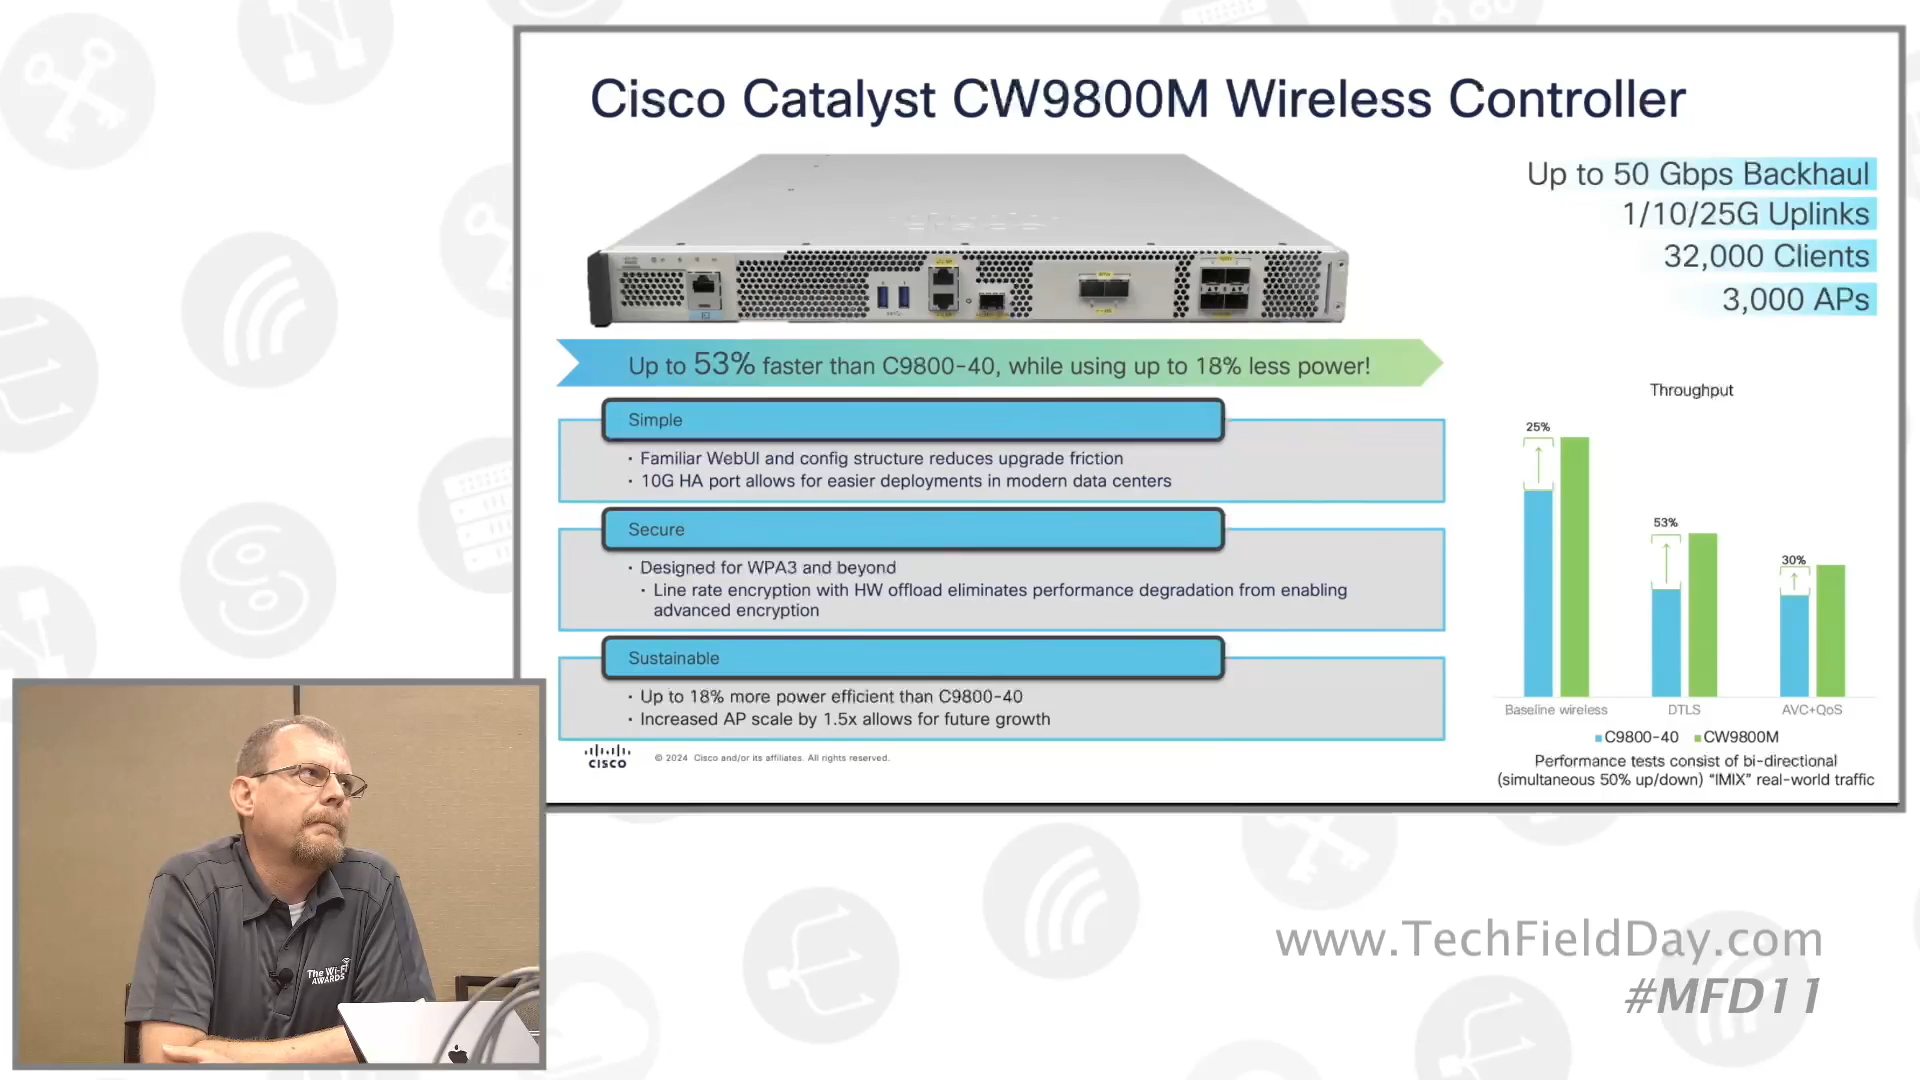 Cisco Catalyst CW9800M Wireless Controller
Up to 50 Gbps Backhaul
1/10/25G Uplinks
32,000 Clients
3,000 APs
Up to 53% faster than C9800-40, while using up to 18% less power!
Simple
· Familiar WebUI and config structure reduces upgrade friction
· 10G HA port allows for easier deployments in modern data centers
Secure
· Designed for WPA3 and beyond
· Line rate encryption with HW offload eliminates performance degradation from enabling
advanced encryption
Sustainable
· Up to 18% more power efficient than C9800-40
· Increased AP scale by 1.5x allows for future growth
CISCO
© 2024 Cisco and/or its affiliates. All rights reserved.
Throughput
25%
53%
30%
Baseline wireless
DTLS
AVC+QoS
C9800-40 CW9800M
Performance tests consist of bi-directional
(simultaneous 50% up/down) "IMIX" real-world traffic
The Wi-Fi
AWARDS
www.TechFieldDay.com
#MFD11